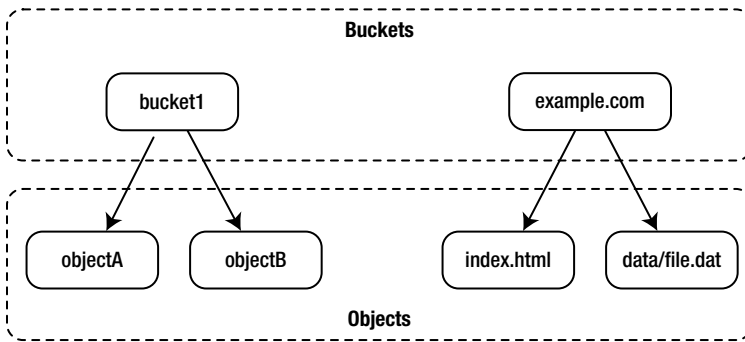 Buckets
bucket1
example.com
objectA
objectB
index.html
data/file.dat
Objects